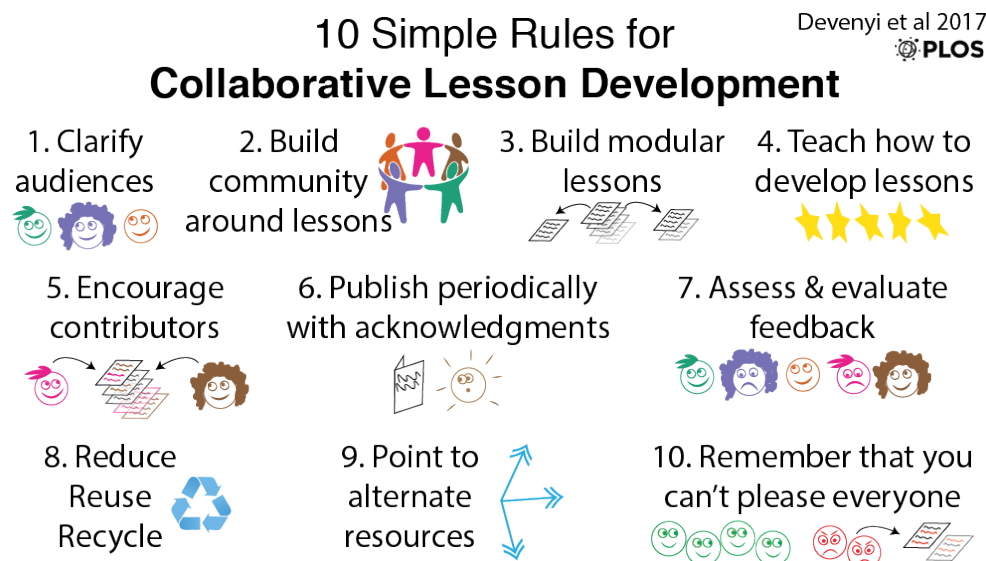 Devenyi et al 2017
PLOS
10 Simple Rules for
Collaborative Lesson Development
1. Clarify
audiences
2. Build
community
around lessons
3. Build modular
lessons
4. Teach how to
develop lessons
5. Encourage
contributors
6. Publish periodically
with acknowledgments
7. Assess & evaluate
feedback
8. Reduce
Reuse
Recycle
9. Point to
alternate
resources
10. Remember that you
can’t please everyone